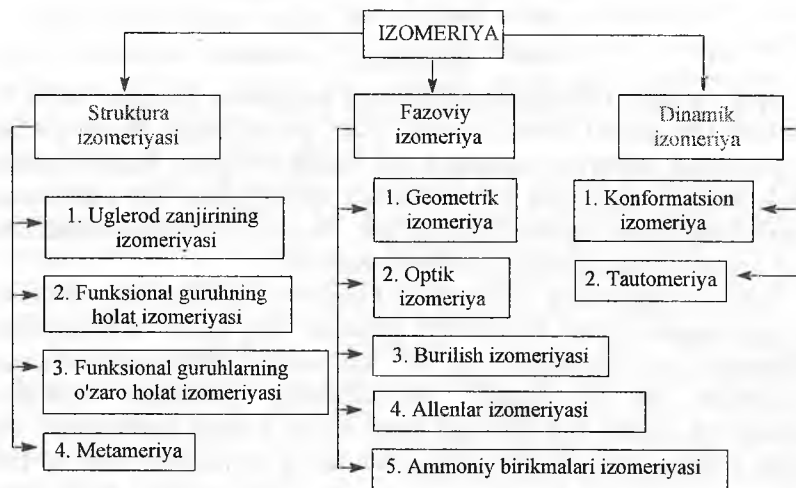 IZOMERIYA
Struktura
izomeriyasi
1. Uglerod zanjirining
izomeriyasi
2. Funksional guruhning
holat izomeriyasi
3. Funksional guruhlarning
o'zaro holat izomeriyasi
4. Metameriya
Fazoviy
izomeriya
1. Geometrik
izomeriya
2. Optik
izomeriya
3. Burilish izomeriyasi
4. Allenlar izomeriyasi
5. Ammoniy birikmalari izomeriyasi
Dinamik
izomeriya
1. Konformatsion
izomeriya
2. Tautomeriya